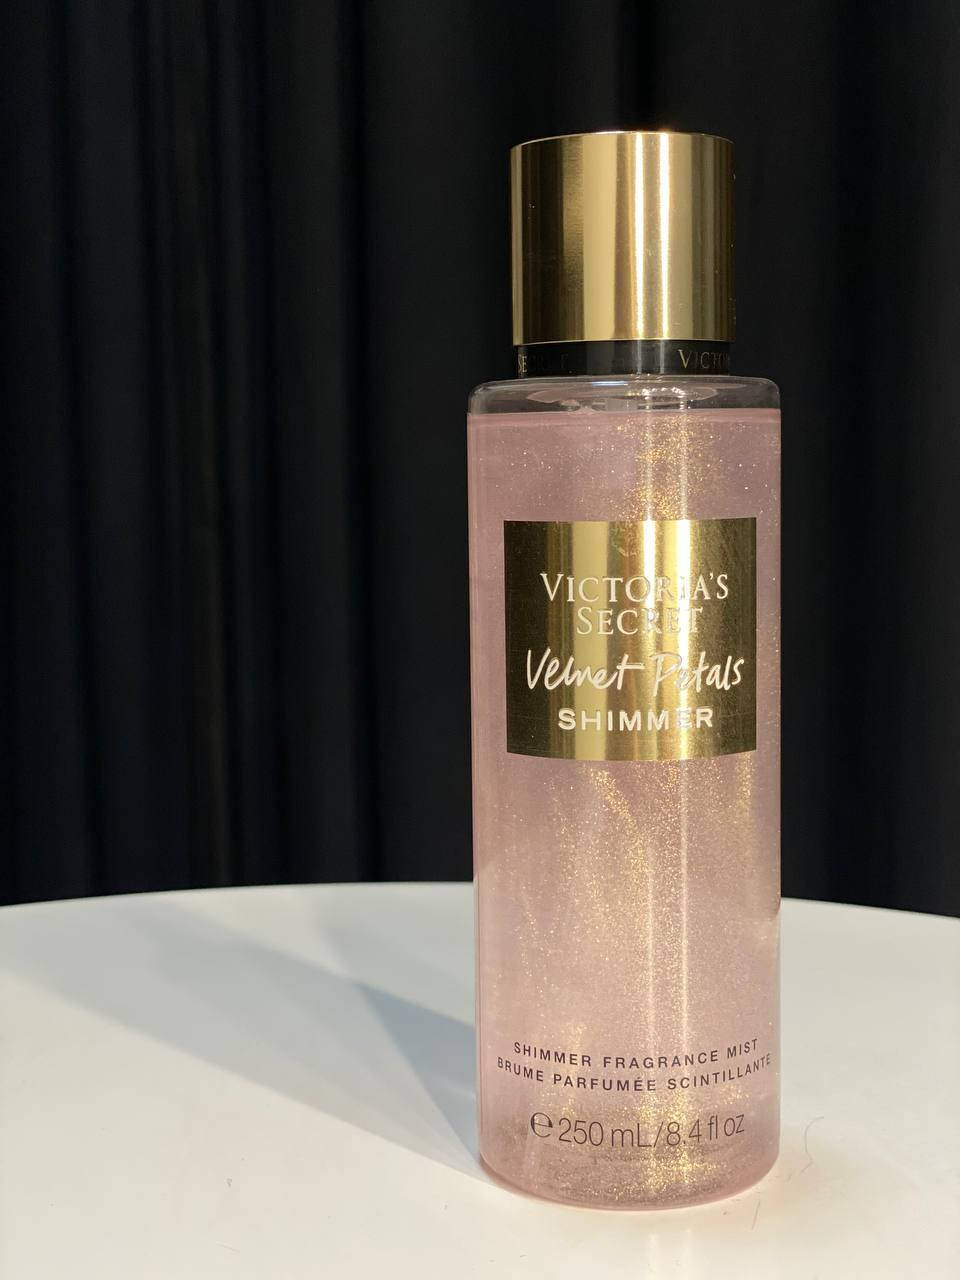 VICTORIA'S
SECRET
Velvet Petals
SHIMMER
SHIMMER FRAGRANCE MIST
BRUME PARFUMÉE SCINTILLANTE
℮ 250 mL/8.4 fl oz